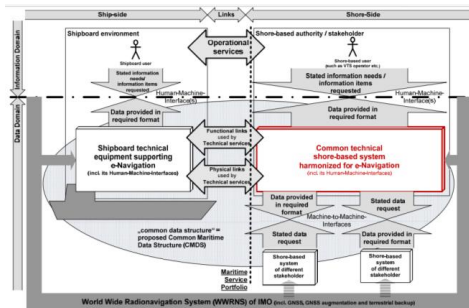 Ship-side
Links
Shore-Side
Information Domain
Data Domain
Shipboard environment
Shore-based authority / stakeholder
Operational
services
Shipboard user
Shore-based user
(such as VTS operator etc.)
Stated information
needs/
information items
requested
Human-Machine-
Interface(s)
Stated information needs /
information items
requested
Human-Machine-
Interface(s)
Data provided in
required format
Data provided in
required format
Functional links
used by
Technical services
Shipboard technical
equipment supporting
e-Navigation
(incl. its Human-Machine-Interfaces)
Common technical
shore-based system
harmonized for e-Navigation
(incl. its Human-Machine-Interfaces)
Physical links
used by
Technical services
Data provided
in required
format
Stated data
request
Machine-to-Machine-
Interfaces
Stated data
request
Data provided in
required format
„common data structure“ =
proposed Common Maritime
Data Structure (CMDS)
Maritime
Service
Portfolio
Shore-based
system
of different
stakeholder
Shore-based
system of
different
stakeholder
World Wide Radionavigation System (WWRNS) of IMO (incl. GNSS, GNSS augmentation and terrestrial backup)